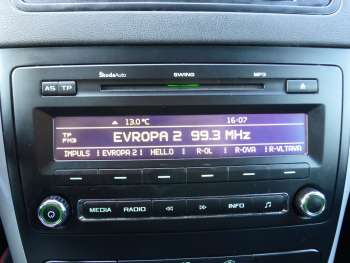 ŠkodaAuto SWING MP3
AS TP
13.0°C 16:07
TP
FM3
EVROPA 2 99.3 MHz
IMPULS | EVROPA 2 | HELLO | R-OL | R-OVA | R-VLTAVA
MEDIA RADIO INFO